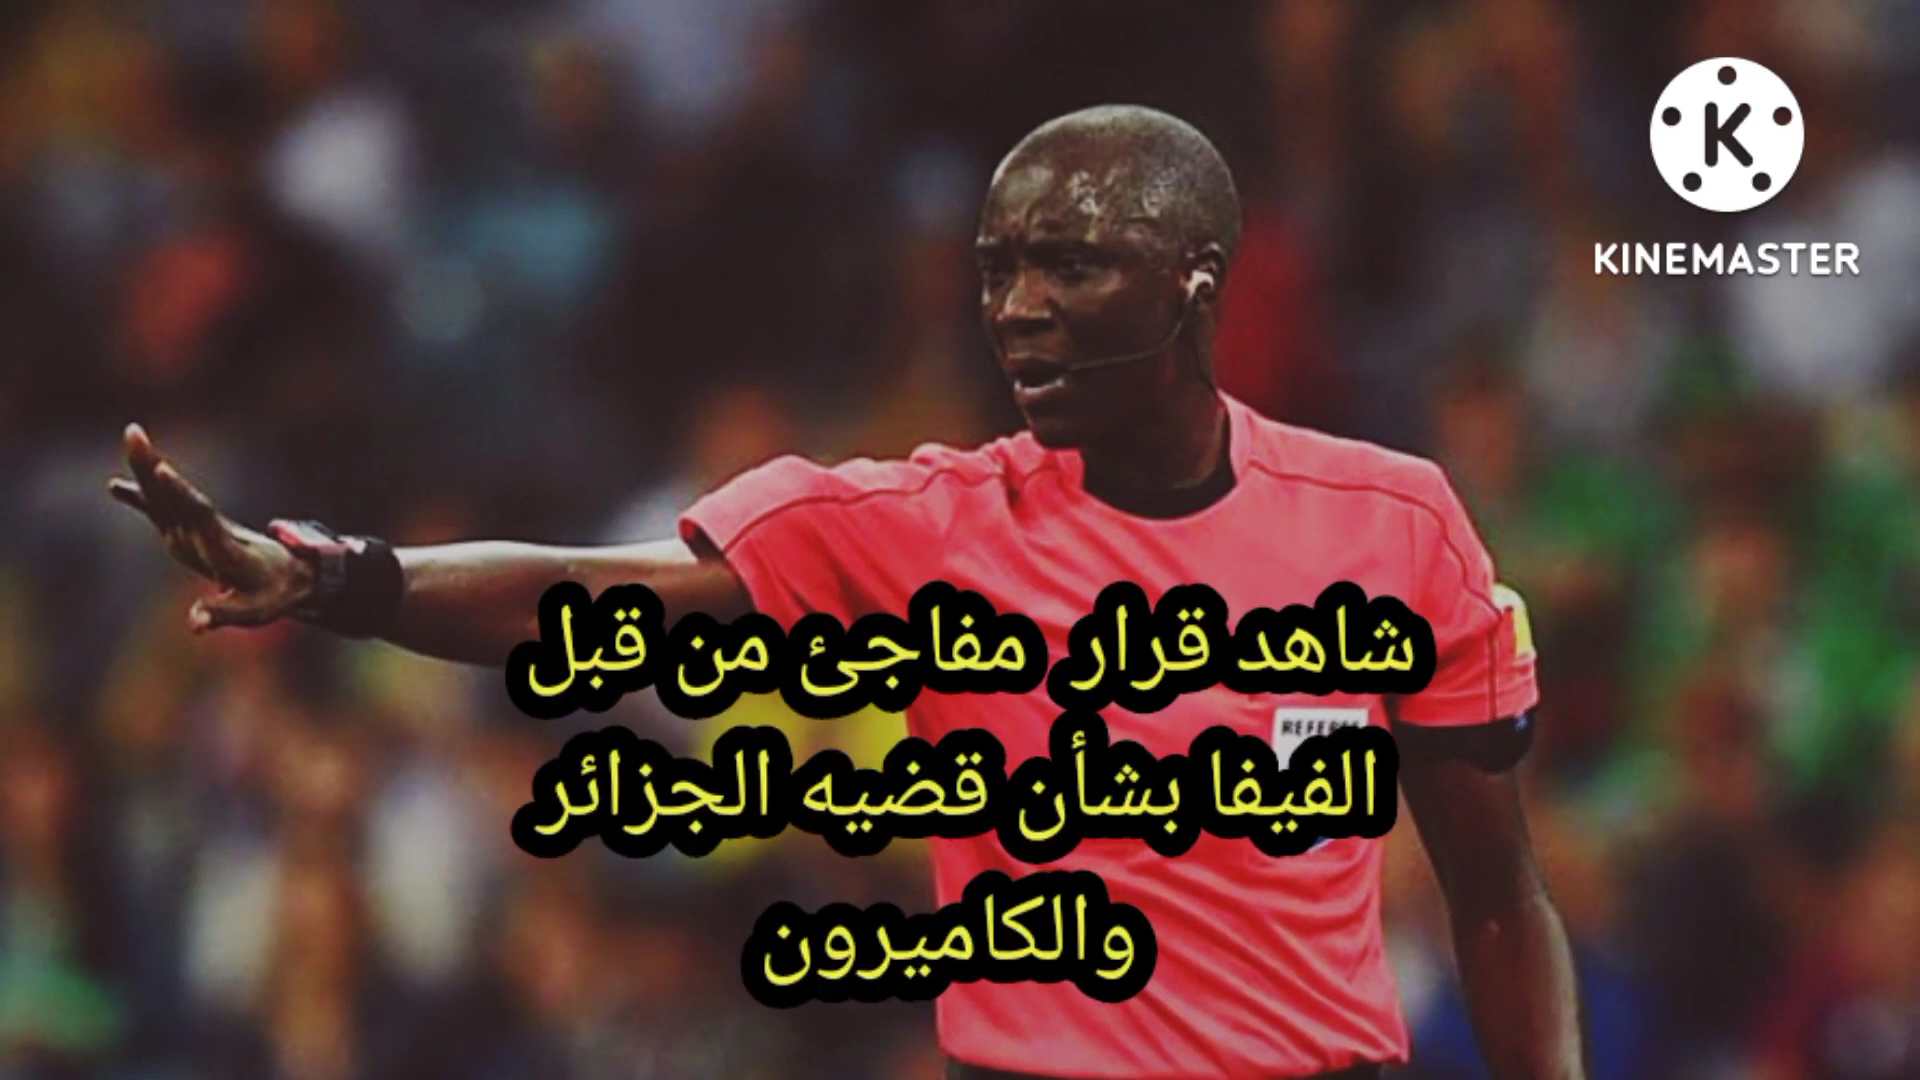 KINEMASTER
شاهد قرار مفاجئ من قبل
الفيفا بشأن قضيه الجزائر
والكاميرون